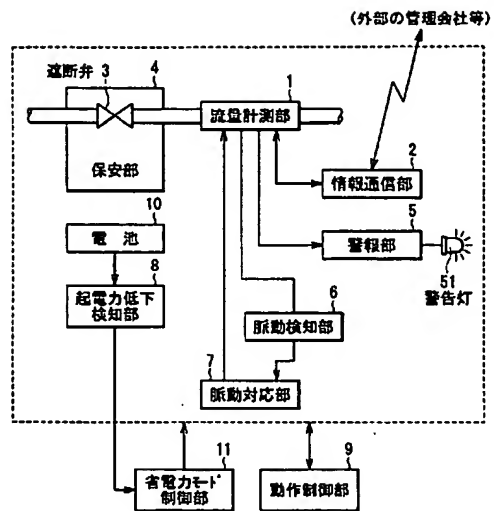 (外部の管理会社等)
遮断弁 3
4
1
流量計測部
保安部
2
情報通信部
10
電池
5
警報部
51
警告灯
8
起電力低下
検知部
6
脈動検知部
7
脈動対応部
11
省電力モード
制御部
9
動作制御部